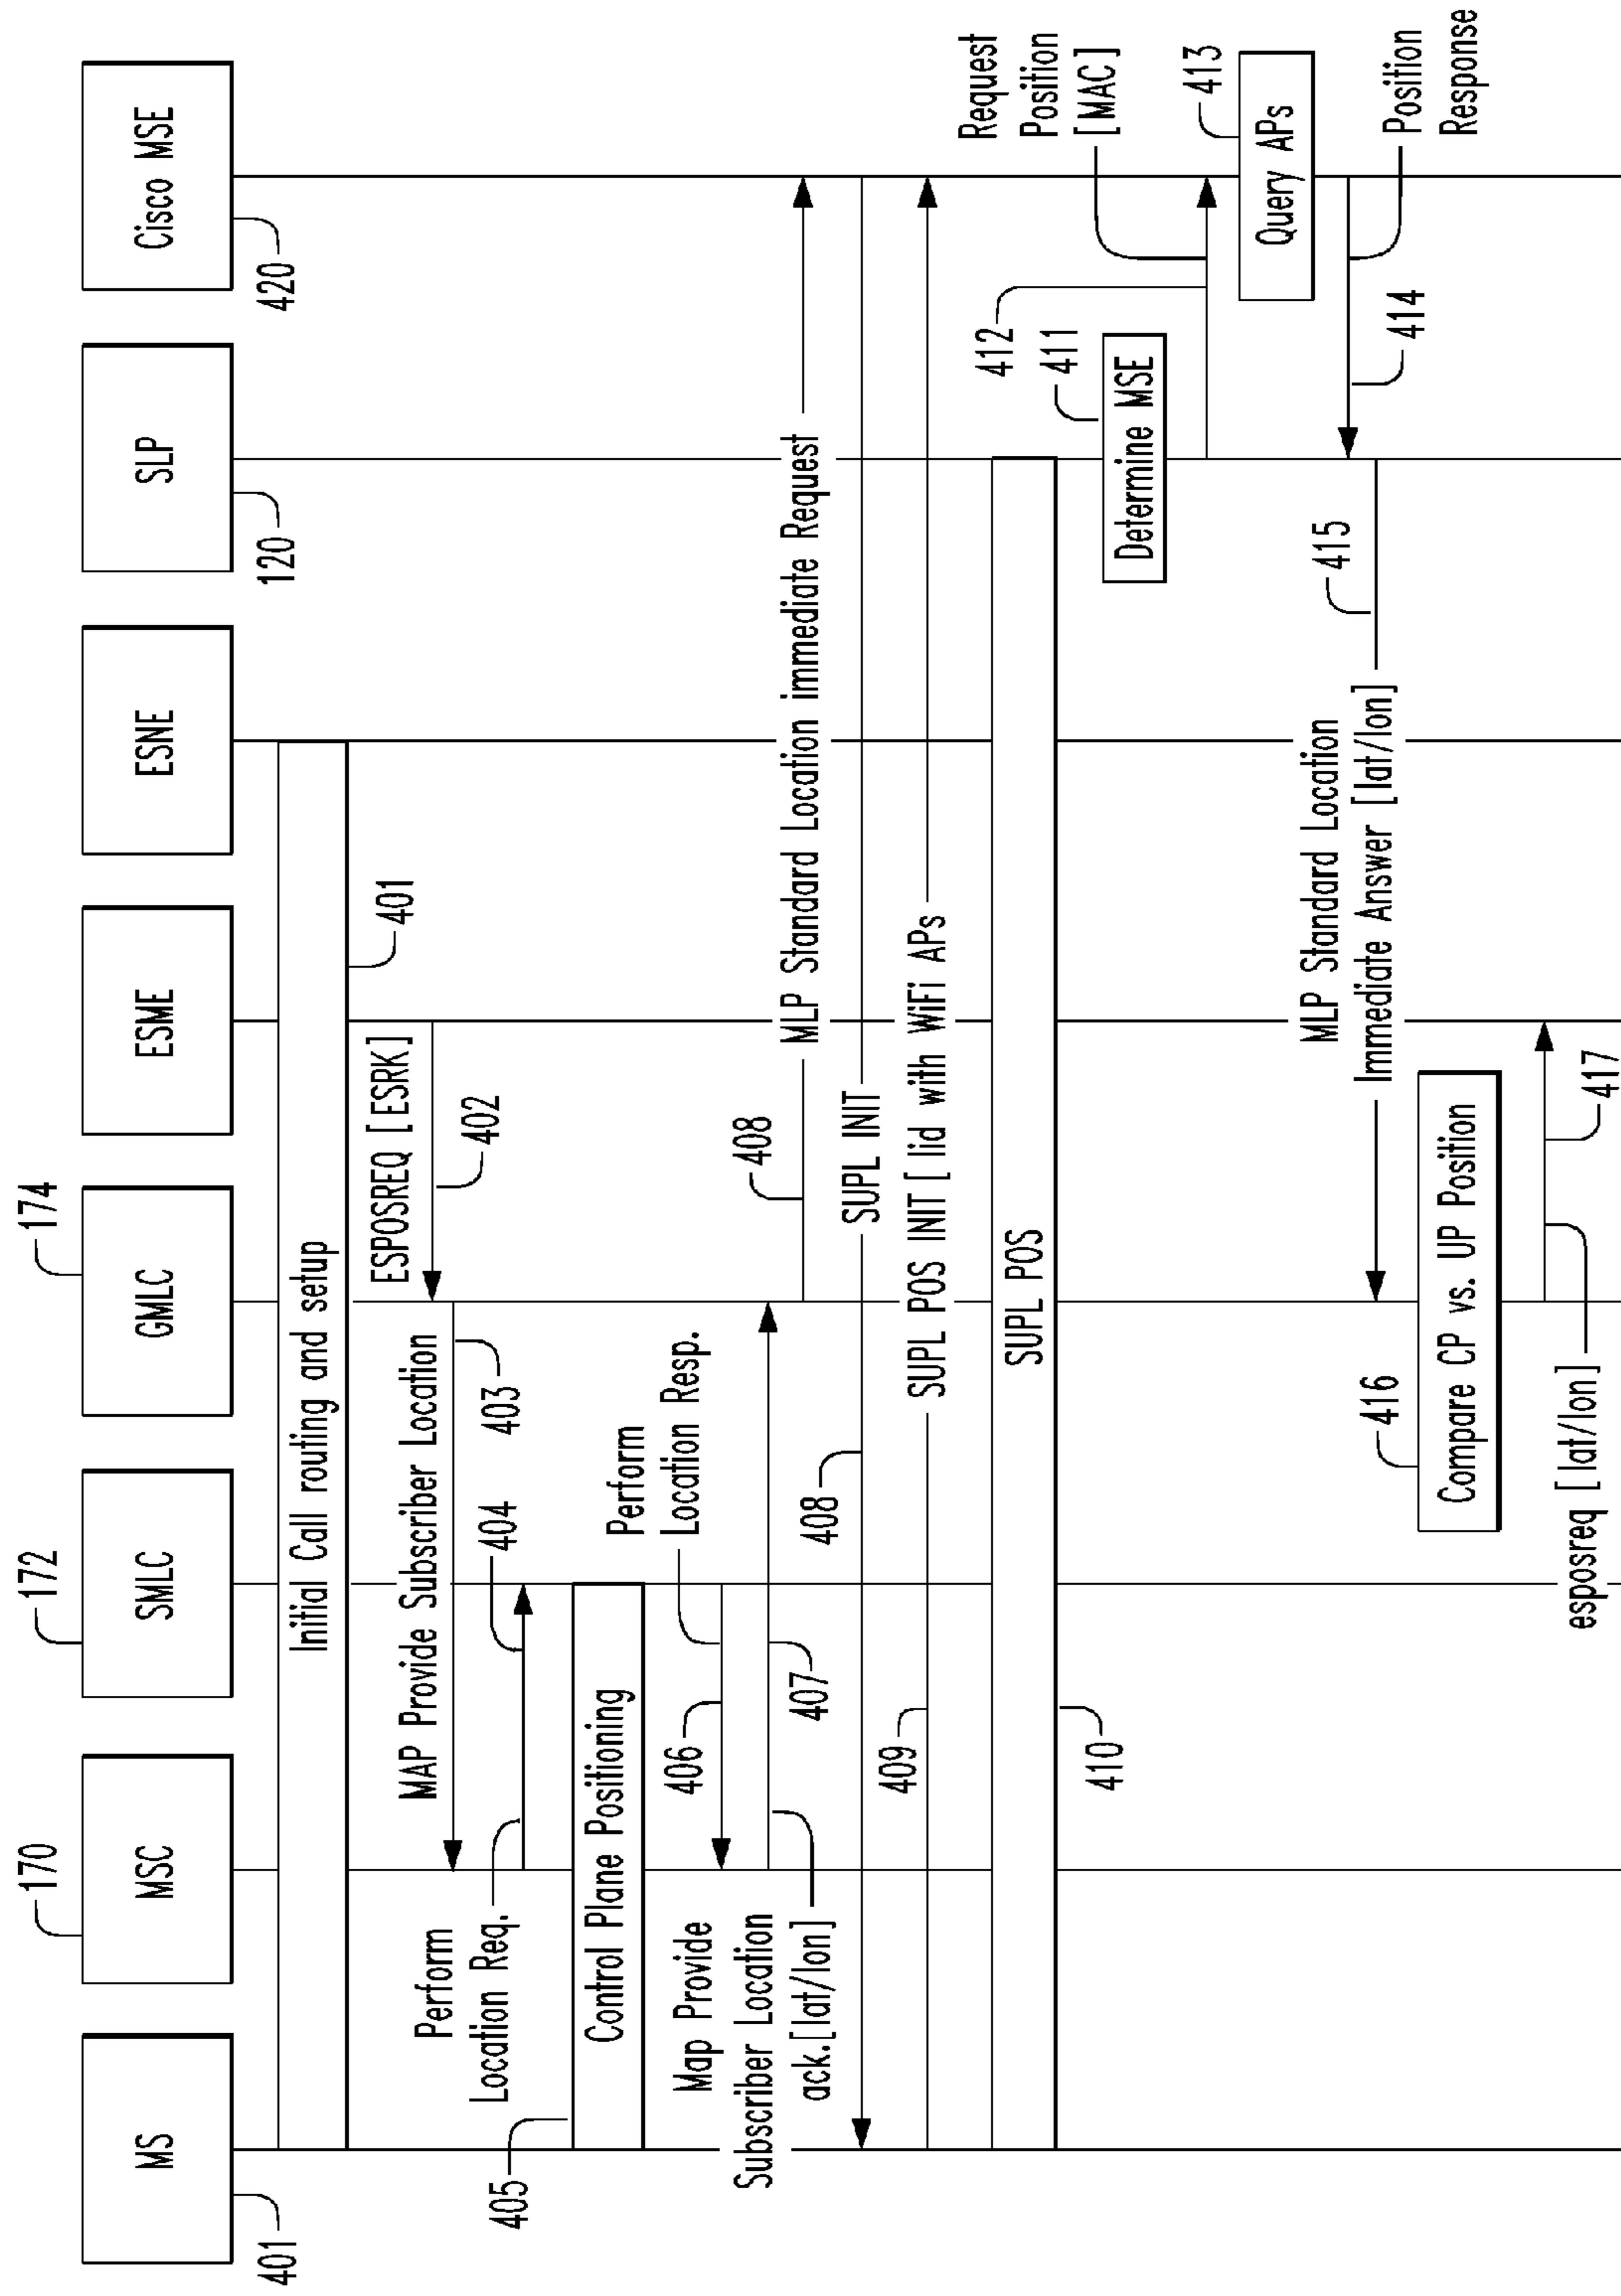 MS
401
MSC
170
SMLC
172
GMLC
174
ESME
ESNE
SLP
120
Cisco MSE
420
Initial Call routing and setup
401
ESPOSREQ [ESRK]
402
MAP Provide Subscriber Location
403
Perform
Location Req.
404
405
Control Plane Positioning
Perform
Location Resp.
406
Map Provide
Subscriber Location
ack.[lat/lon]
407
408
MLP Standard Location immediate Request
408
SUPL INIT
409
SUPL POS INIT [lid with WiFi APs
SUPL POS
410
411
Determine MSE
412
Request
Position
[MAC]
413
Query APs
414
Position
Response
415
MLP Standard Location
Immediate Answer [lat/lon]
416
Compare CP vs. UP Position
esposreq [lat/lon]
417